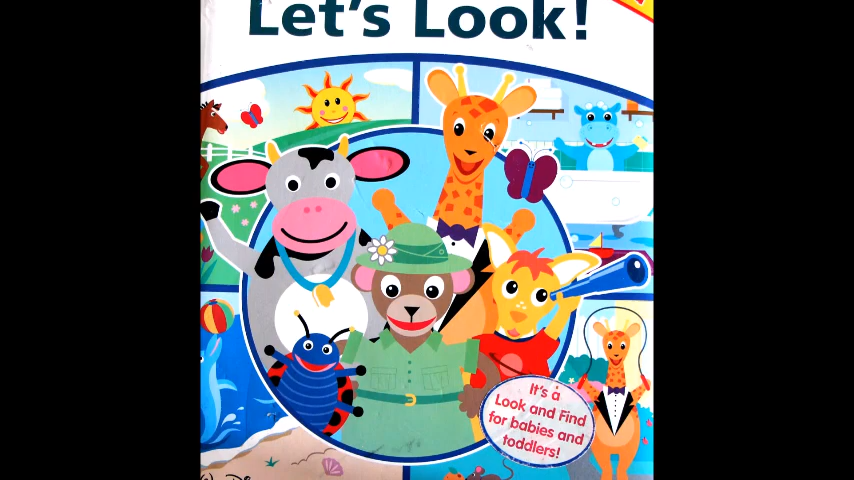 Let's Look!
It's a
Look and Find
for babies and
toddlers!